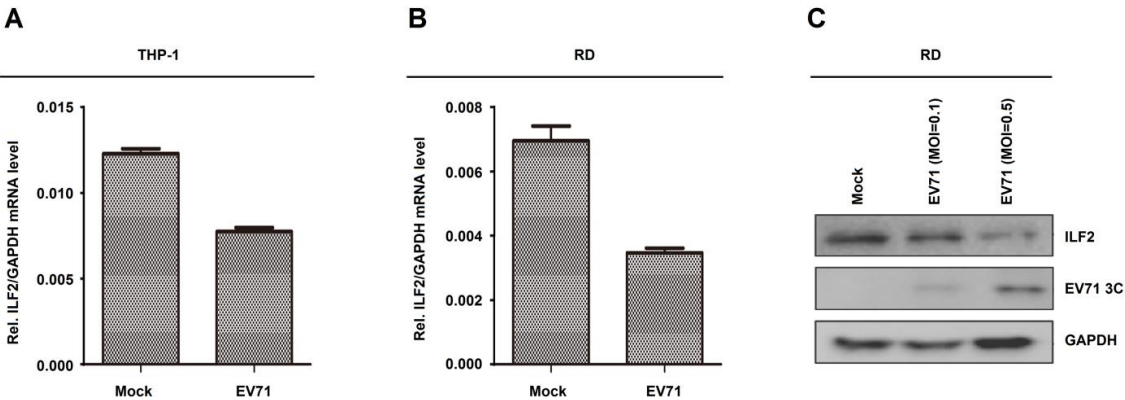 A
THP-1
Rel. ILF2/GAPDH mRNA level
0.015
0.010
0.005
0.000
Mock EV71
B
RD
Rel. ILF2/GAPDH mRNA level
0.008
0.006
0.004
0.002
0.000
Mock EV71
C
RD
Mock
EV71 (MOI=0.1)
EV71 (MOI=0.5)
ILF2
EV71 3C
GAPDH